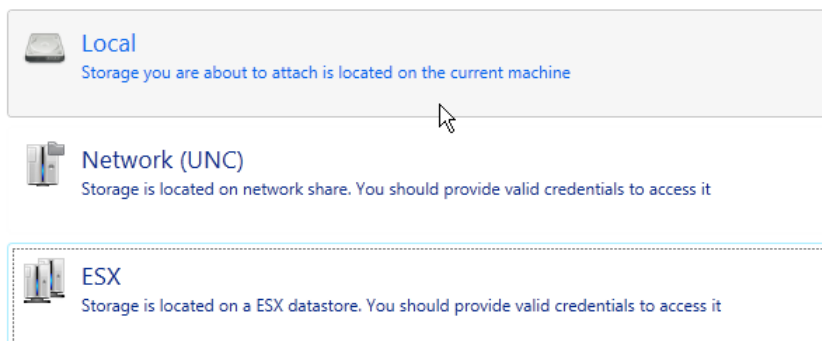 Local
Storage you are about to attach is located on the current machine
Network (UNC)
Storage is located on network share. You should provide valid credentials to access it
ESX
Storage is located on a ESX datastore. You should provide valid credentials to access it